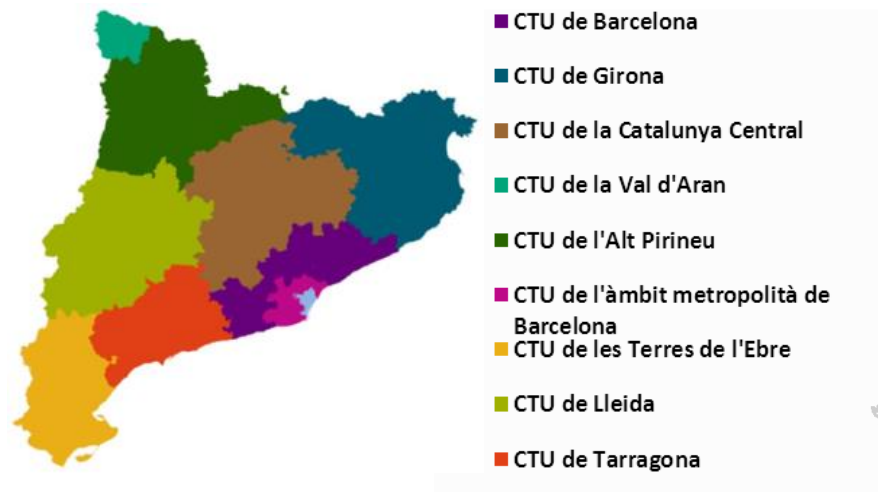 CTU de Barcelona
CTU de Girona
CTU de la Catalunya Central
CTU de la Val d'Aran
CTU de l'Alt Pirineu
CTU de l'àmbit metropolità de
Barcelona
CTU de les Terres de l'Ebre
CTU de Lleida
CTU de Tarragona